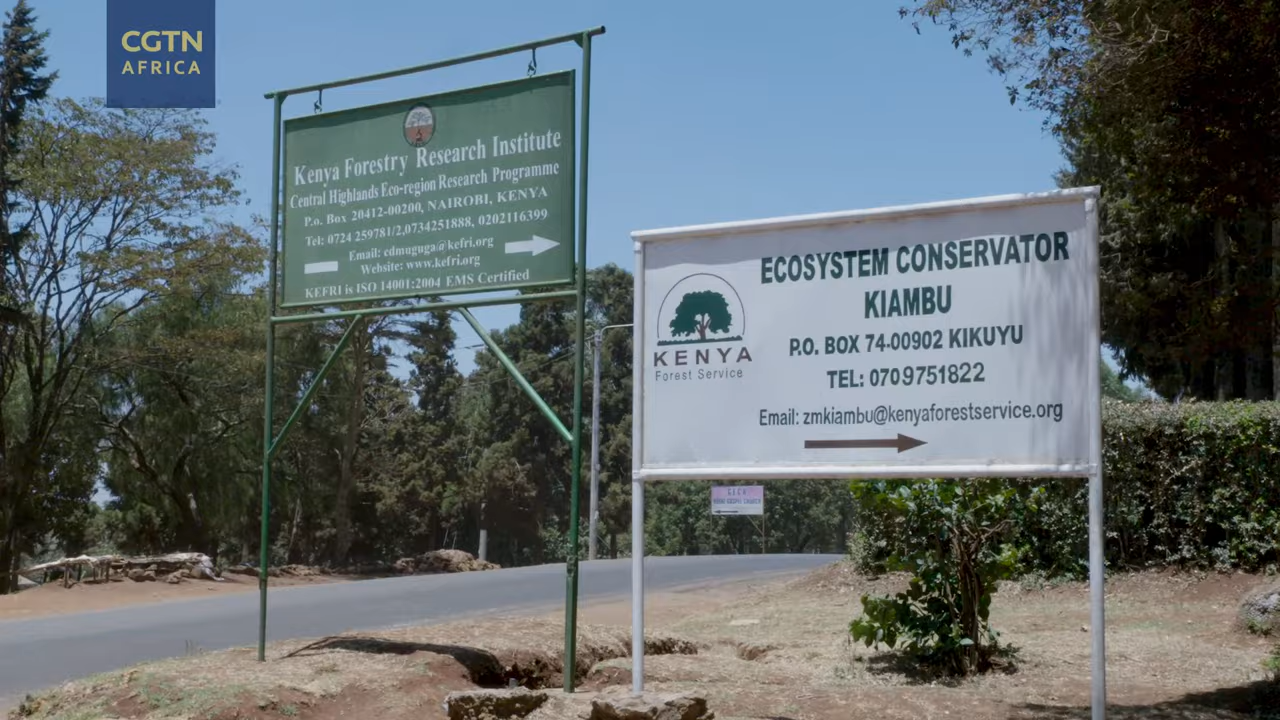 CGTN
AFRICA
Kenya Forestry Research Institute
Central Highlands Eco-region Research Programme
P.o. Box 20412-00200, NAIROBI, KENYA
Tel: 0724 259781/2,0734251888, 0202116399
Email: cdmuguga@kefri.org
Website: www.kefri.org
KEFRI is ISO 14001:2004 EMS Certified
ECOSYSTEM CONSERVATOR
KIAMBU
P.O. BOX 74-00902 KIKUYU
TEL: 0709751822
Email: zmkiambu@kenyaforestservice.org
KENYA
Forest Service